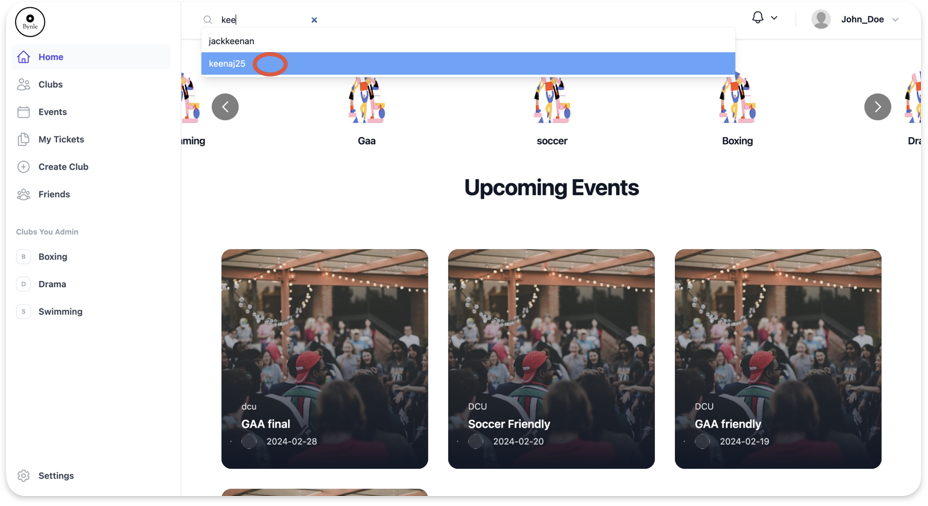 Byníe
kee
John_Doe
jackkeenan
keenaj25
Home
Clubs
Events
My Tickets
Create Club
Friends
Clubs You Admin
B Boxing
D Drama
S Swimming
Settings
mming
Gaa
soccer
Boxing
Dra
Upcoming Events
dcu
GAA final
2024-02-28
DCU
Soccer Friendly
2024-02-20
DCU
GAA friendly
2024-02-19